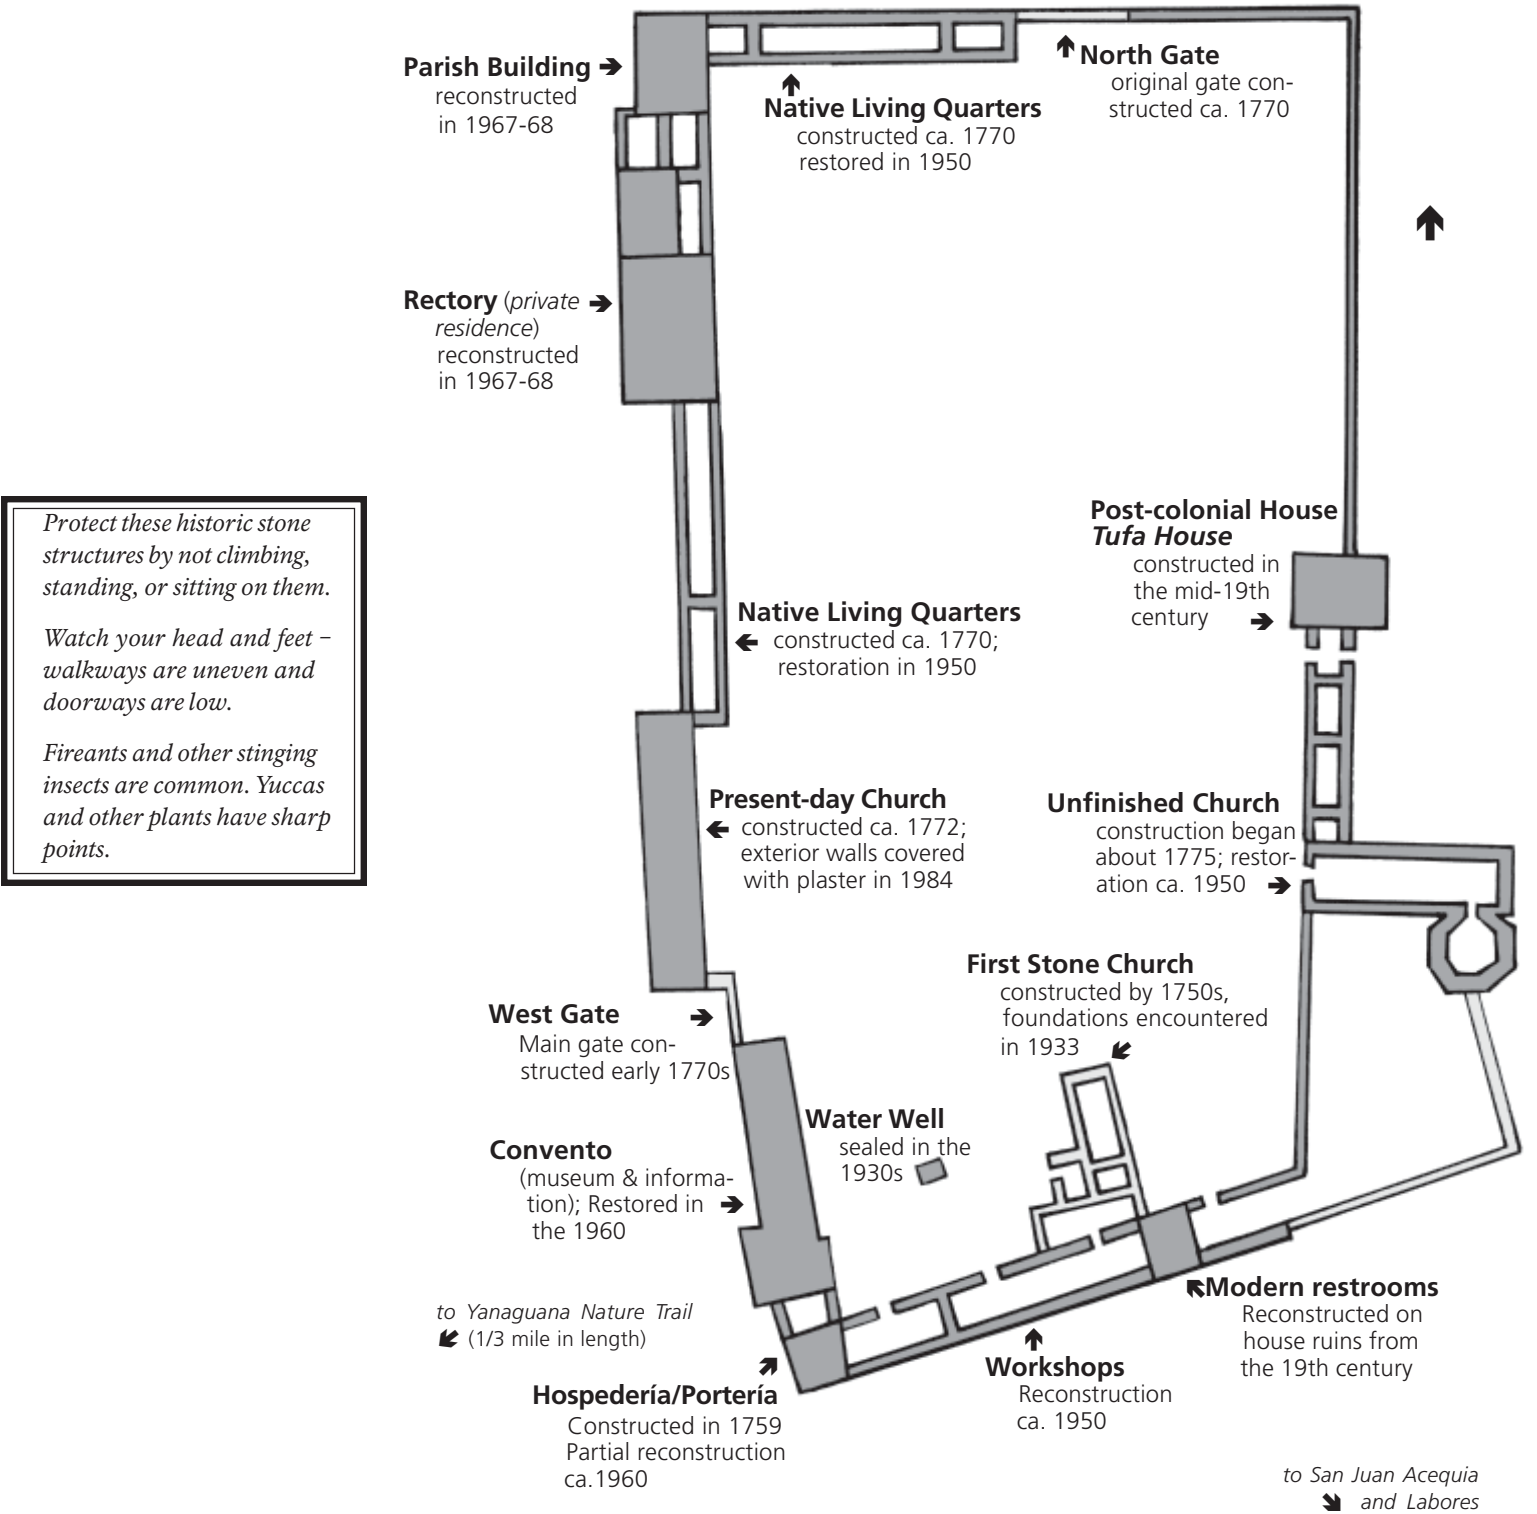 Parish Building
reconstructed
in 1967-68
North Gate
original gate con-
structed ca. 1770
Native Living Quarters
constructed ca. 1770
restored in 1950
Rectory (private
residence)
reconstructed
in 1967-68
Protect these historic stone
structures by not climbing,
standing, or sitting on them.
Watch your head and feet –
walkways are uneven and
doorways are low.
Fireants and other stinging
insects are common. Yuccas
and other plants have sharp
points.
Post-colonial House
Tufa House
constructed in
the mid-19th
century
Native Living Quarters
constructed ca. 1770;
restoration in 1950
Present-day Church
constructed ca. 1772;
exterior walls covered
with plaster in 1984
Unfinished Church
construction began
about 1775; restor-
ation ca. 1950
First Stone Church
constructed by 1750s,
foundations encountered
in 1933
West Gate
Main gate con-
structed early 1770s
Water Well
sealed in the
1930s
Convento
(museum & informa-
tion); Restored in
the 1960
to Yanaguana Nature Trail
(1/3 mile in length)
Modern restrooms
Reconstructed on
house ruins from
the 19th century
Workshops
Reconstruction
ca. 1950
Hospedería/Portería
Constructed in 1759
Partial reconstruction
ca.1960
to San Juan Acequia
and Labores